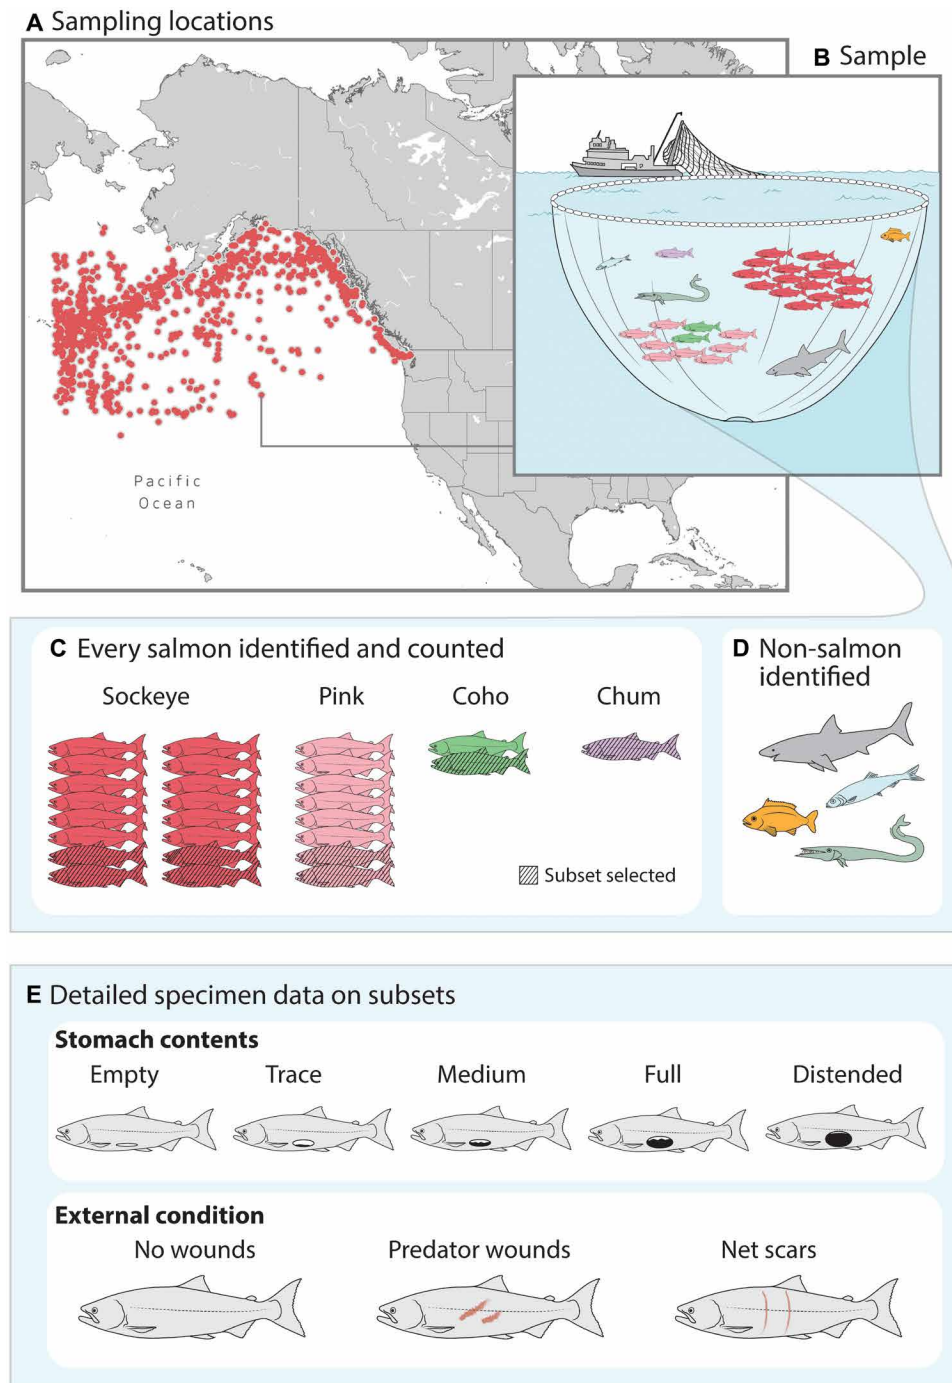 A Sampling locations
B Sample
Pacific
Ocean
C Every salmon identified and counted
Sockeye
Pink
Coho
Chum
Subset selected
D Non-salmon
identified
E Detailed specimen data on subsets
Stomach contents
Empty
Trace
Medium
Full
Distended
External condition
No wounds
Predator wounds
Net scars